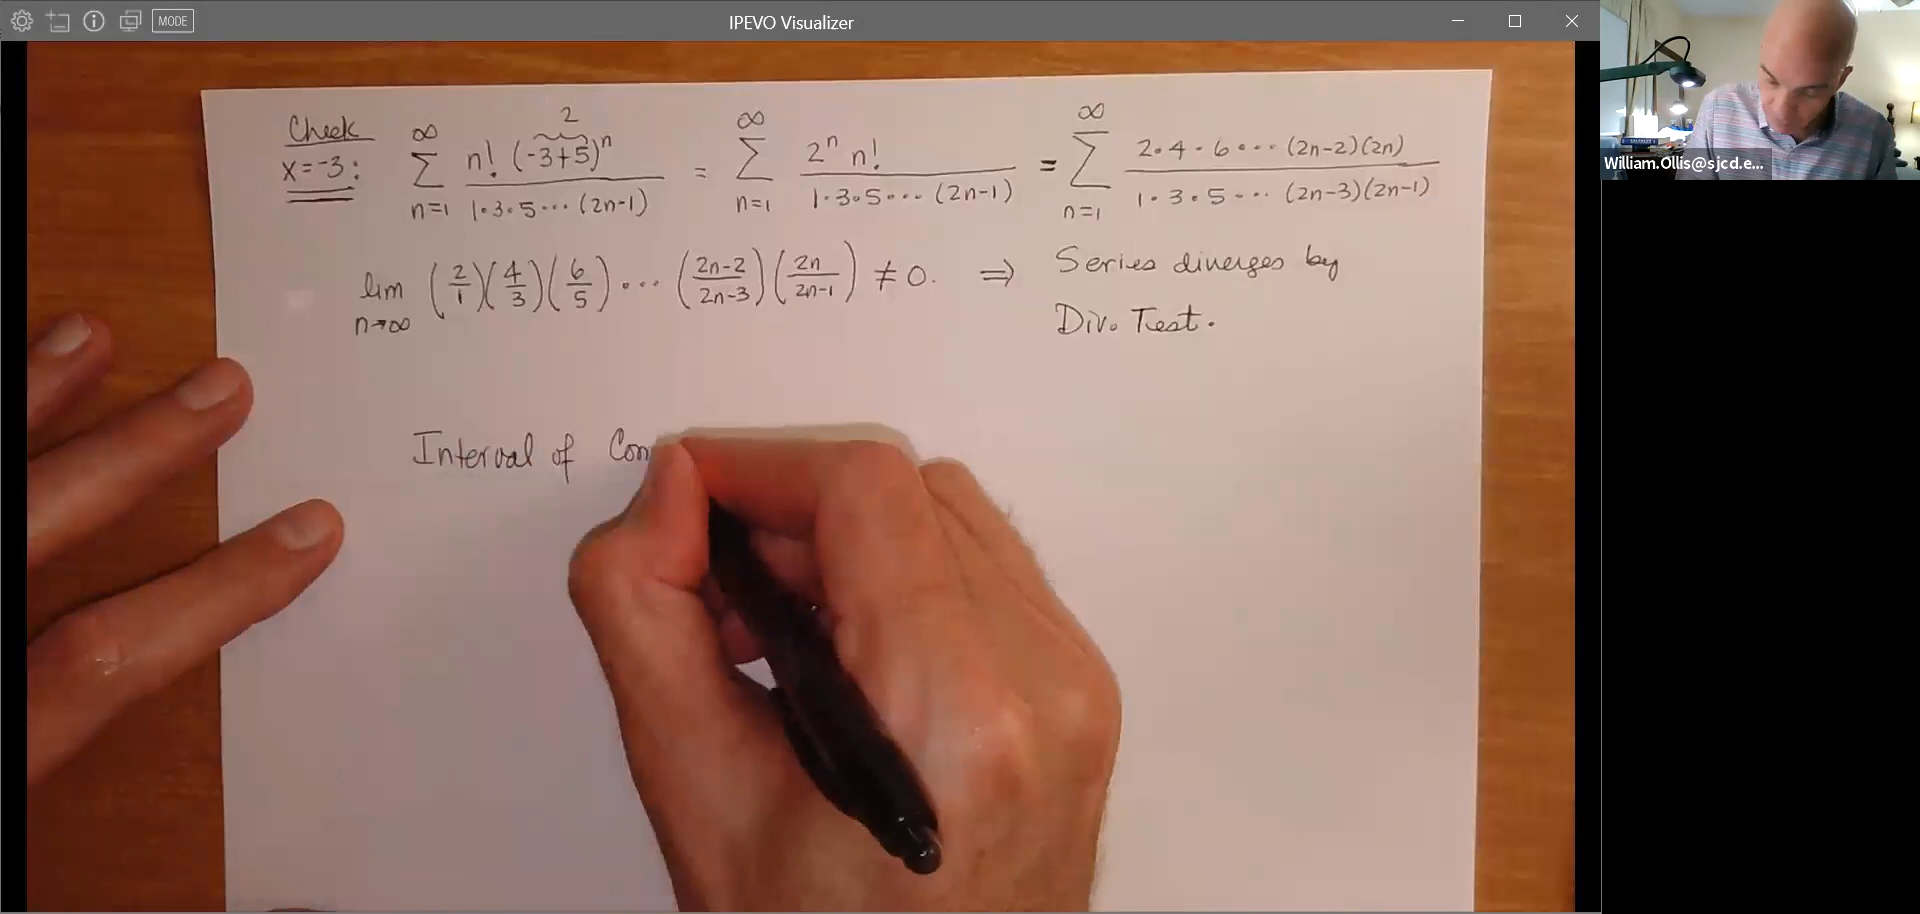 MODE
IPEVO Visualizer
William.Ollis@sjcd.e...
Check
x=-3: ∞ Σ n=1 n! (-3+5)^n / 1·3·5···(2n-1) 2 = ∞ Σ n=1 2^n n! / 1·3·5···(2n-1) = ∞ Σ n=1 2·4·6···(2n-2)(2n) / 1·3·5···(2n-3)(2n-1)
lim n→∞ (2/1)(4/3)(6/5)···(2n-2/2n-3)(2n/2n-1) ≠ 0. ⇒ Series diverges by
Div. Test.
Interval of Con